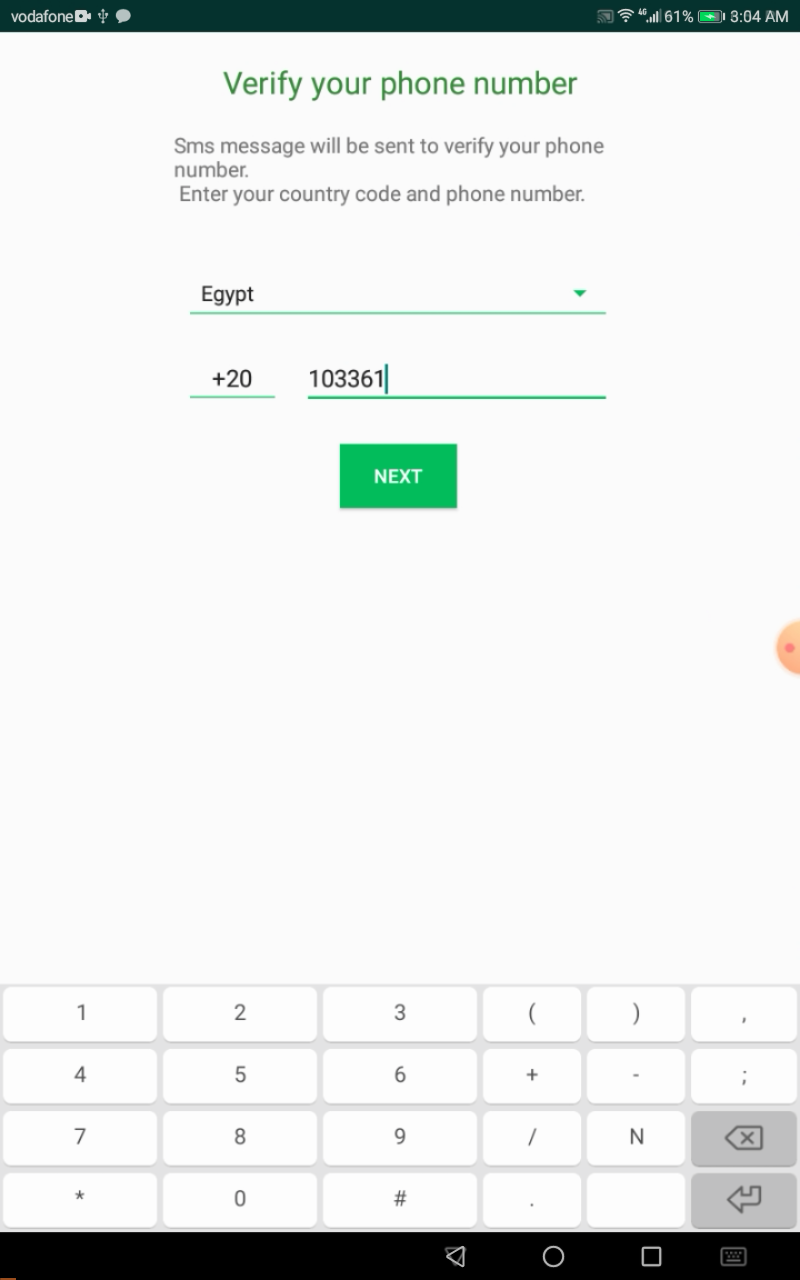 vodafone 4G 61% 3:04 AM
Verify your phone number
Sms message will be sent to verify your phone
number.
Enter your country code and phone number.
Egypt
+20 103361
NEXT
1 2 3 ( ) ,
4 5 6 + - ;
7 8 9 / N
* 0 # .